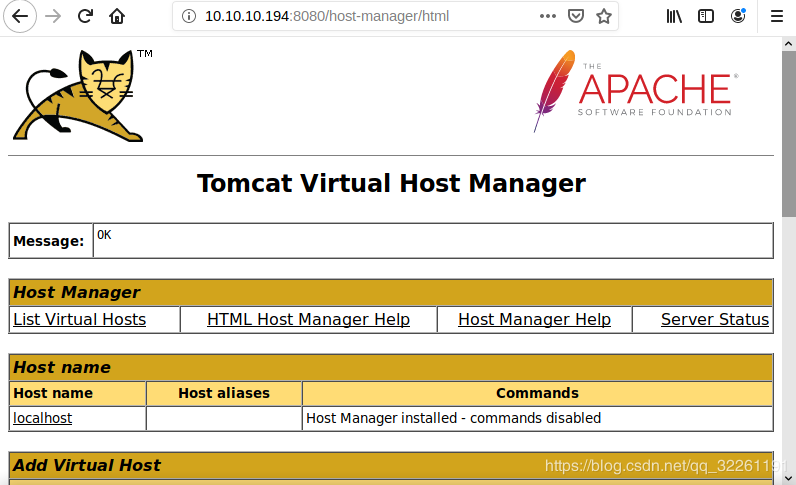 10.10.10.194:8080/host-manager/html
TM
THE
APACHE®
SOFTWARE FOUNDATION
Tomcat Virtual Host Manager
Message: OK
Host Manager
List Virtual Hosts HTML Host Manager Help Host Manager Help Server Status
Host name
Host name Host aliases Commands
localhost Host Manager installed - commands disabled
Add Virtual Host
https://blog.csdn.net/qq_32261191